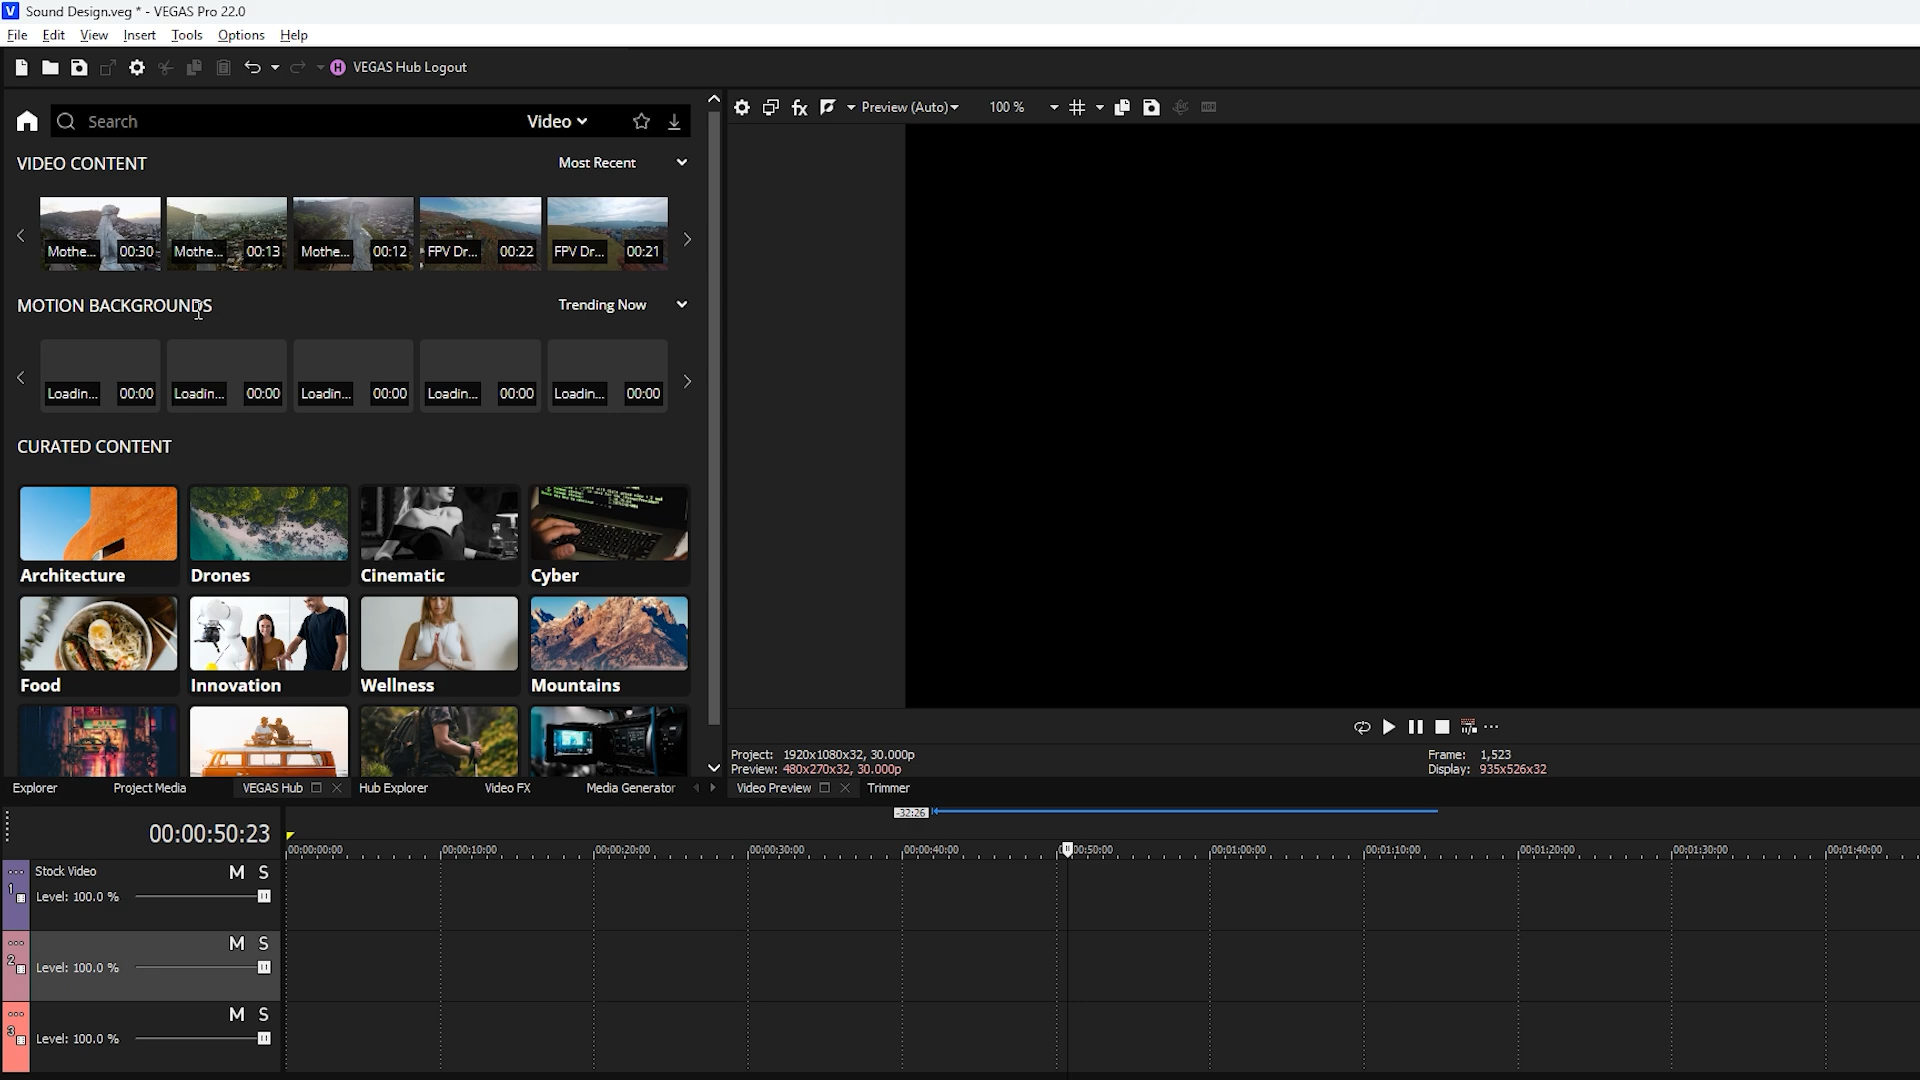 Sound Design.veg * - VEGAS Pro 22.0
File Edit View Insert Tools Options Help
VEGAS Hub Logout
Search Video
Preview (Auto) 100 %
VIDEO CONTENT Most Recent
Mothe... 00:30 Mothe... 00:13 Mothe... 00:12 FPV Dr... 00:22 FPV Dr... 00:21
MOTION BACKGROUNDS Trending Now
Loadin... 00:00 Loadin... 00:00 Loadin... 00:00 Loadin... 00:00 Loadin... 00:00
CURATED CONTENT
Architecture Drones Cinematic Cyber
Food Innovation Wellness Mountains
Project: 1920x1080x32, 30.000p Frame: 1,523
Preview: 480x270x32, 30.000p Display: 935x526x32
Explorer Project Media VEGAS Hub Hub Explorer Video FX Media Generator Video Preview Trimmer
-32:26
00:00:50:23
00:00:00:00 00:00:10:00 00:00:20:00 00:00:30:00 00:00:40:00 00:00:50:00 00:01:00:00 00:01:10:00 00:01:20:00 00:01:30:00 00:01:40:00
1 Stock Video M S
Level: 100.0 %
2 M S
Level: 100.0 %
3 M S
Level: 100.0 %